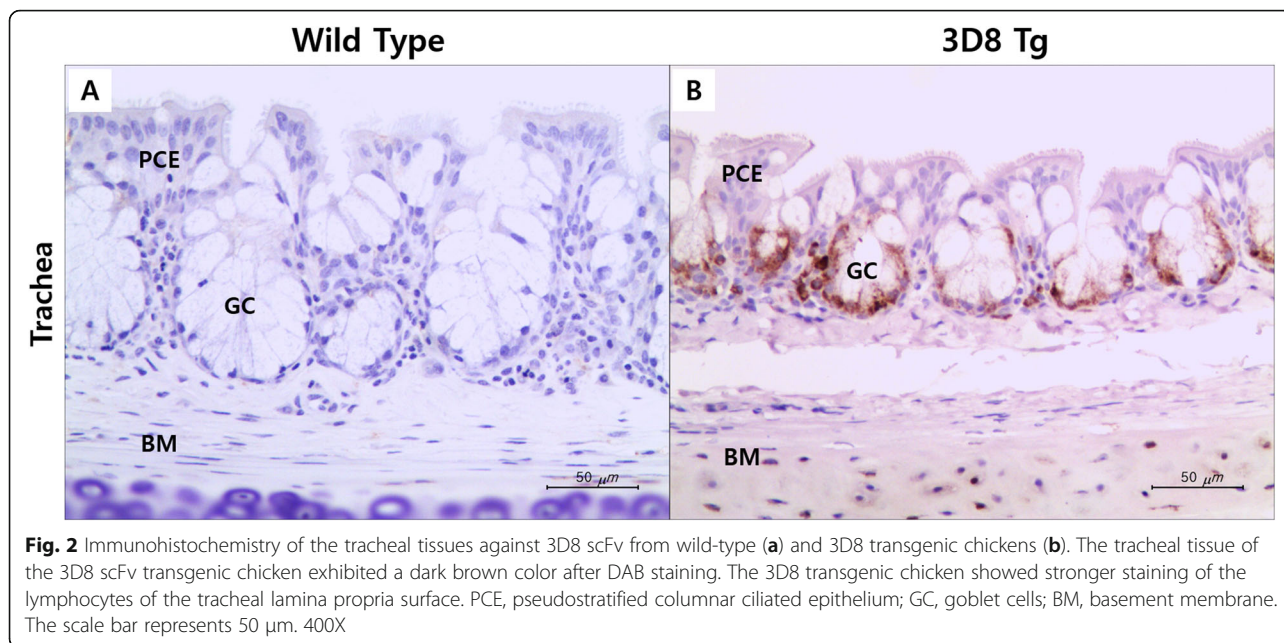 Wild Type
3D8 Tg
A
B
PCE
PCE
Trachea
GC
GC
BM
BM
50 μm
50 μm
Fig. 2 Immunohistochemistry of the tracheal tissues against 3D8 scFv from wild-type (a) and 3D8 transgenic chickens (b). The tracheal tissue of
the 3D8 scFv transgenic chicken exhibited a dark brown color after DAB staining. The 3D8 transgenic chicken showed stronger staining of the
lymphocytes of the tracheal lamina propria surface. PCE, pseudostratified columnar ciliated epithelium; GC, goblet cells; BM, basement membrane.
The scale bar represents 50 μm. 400X